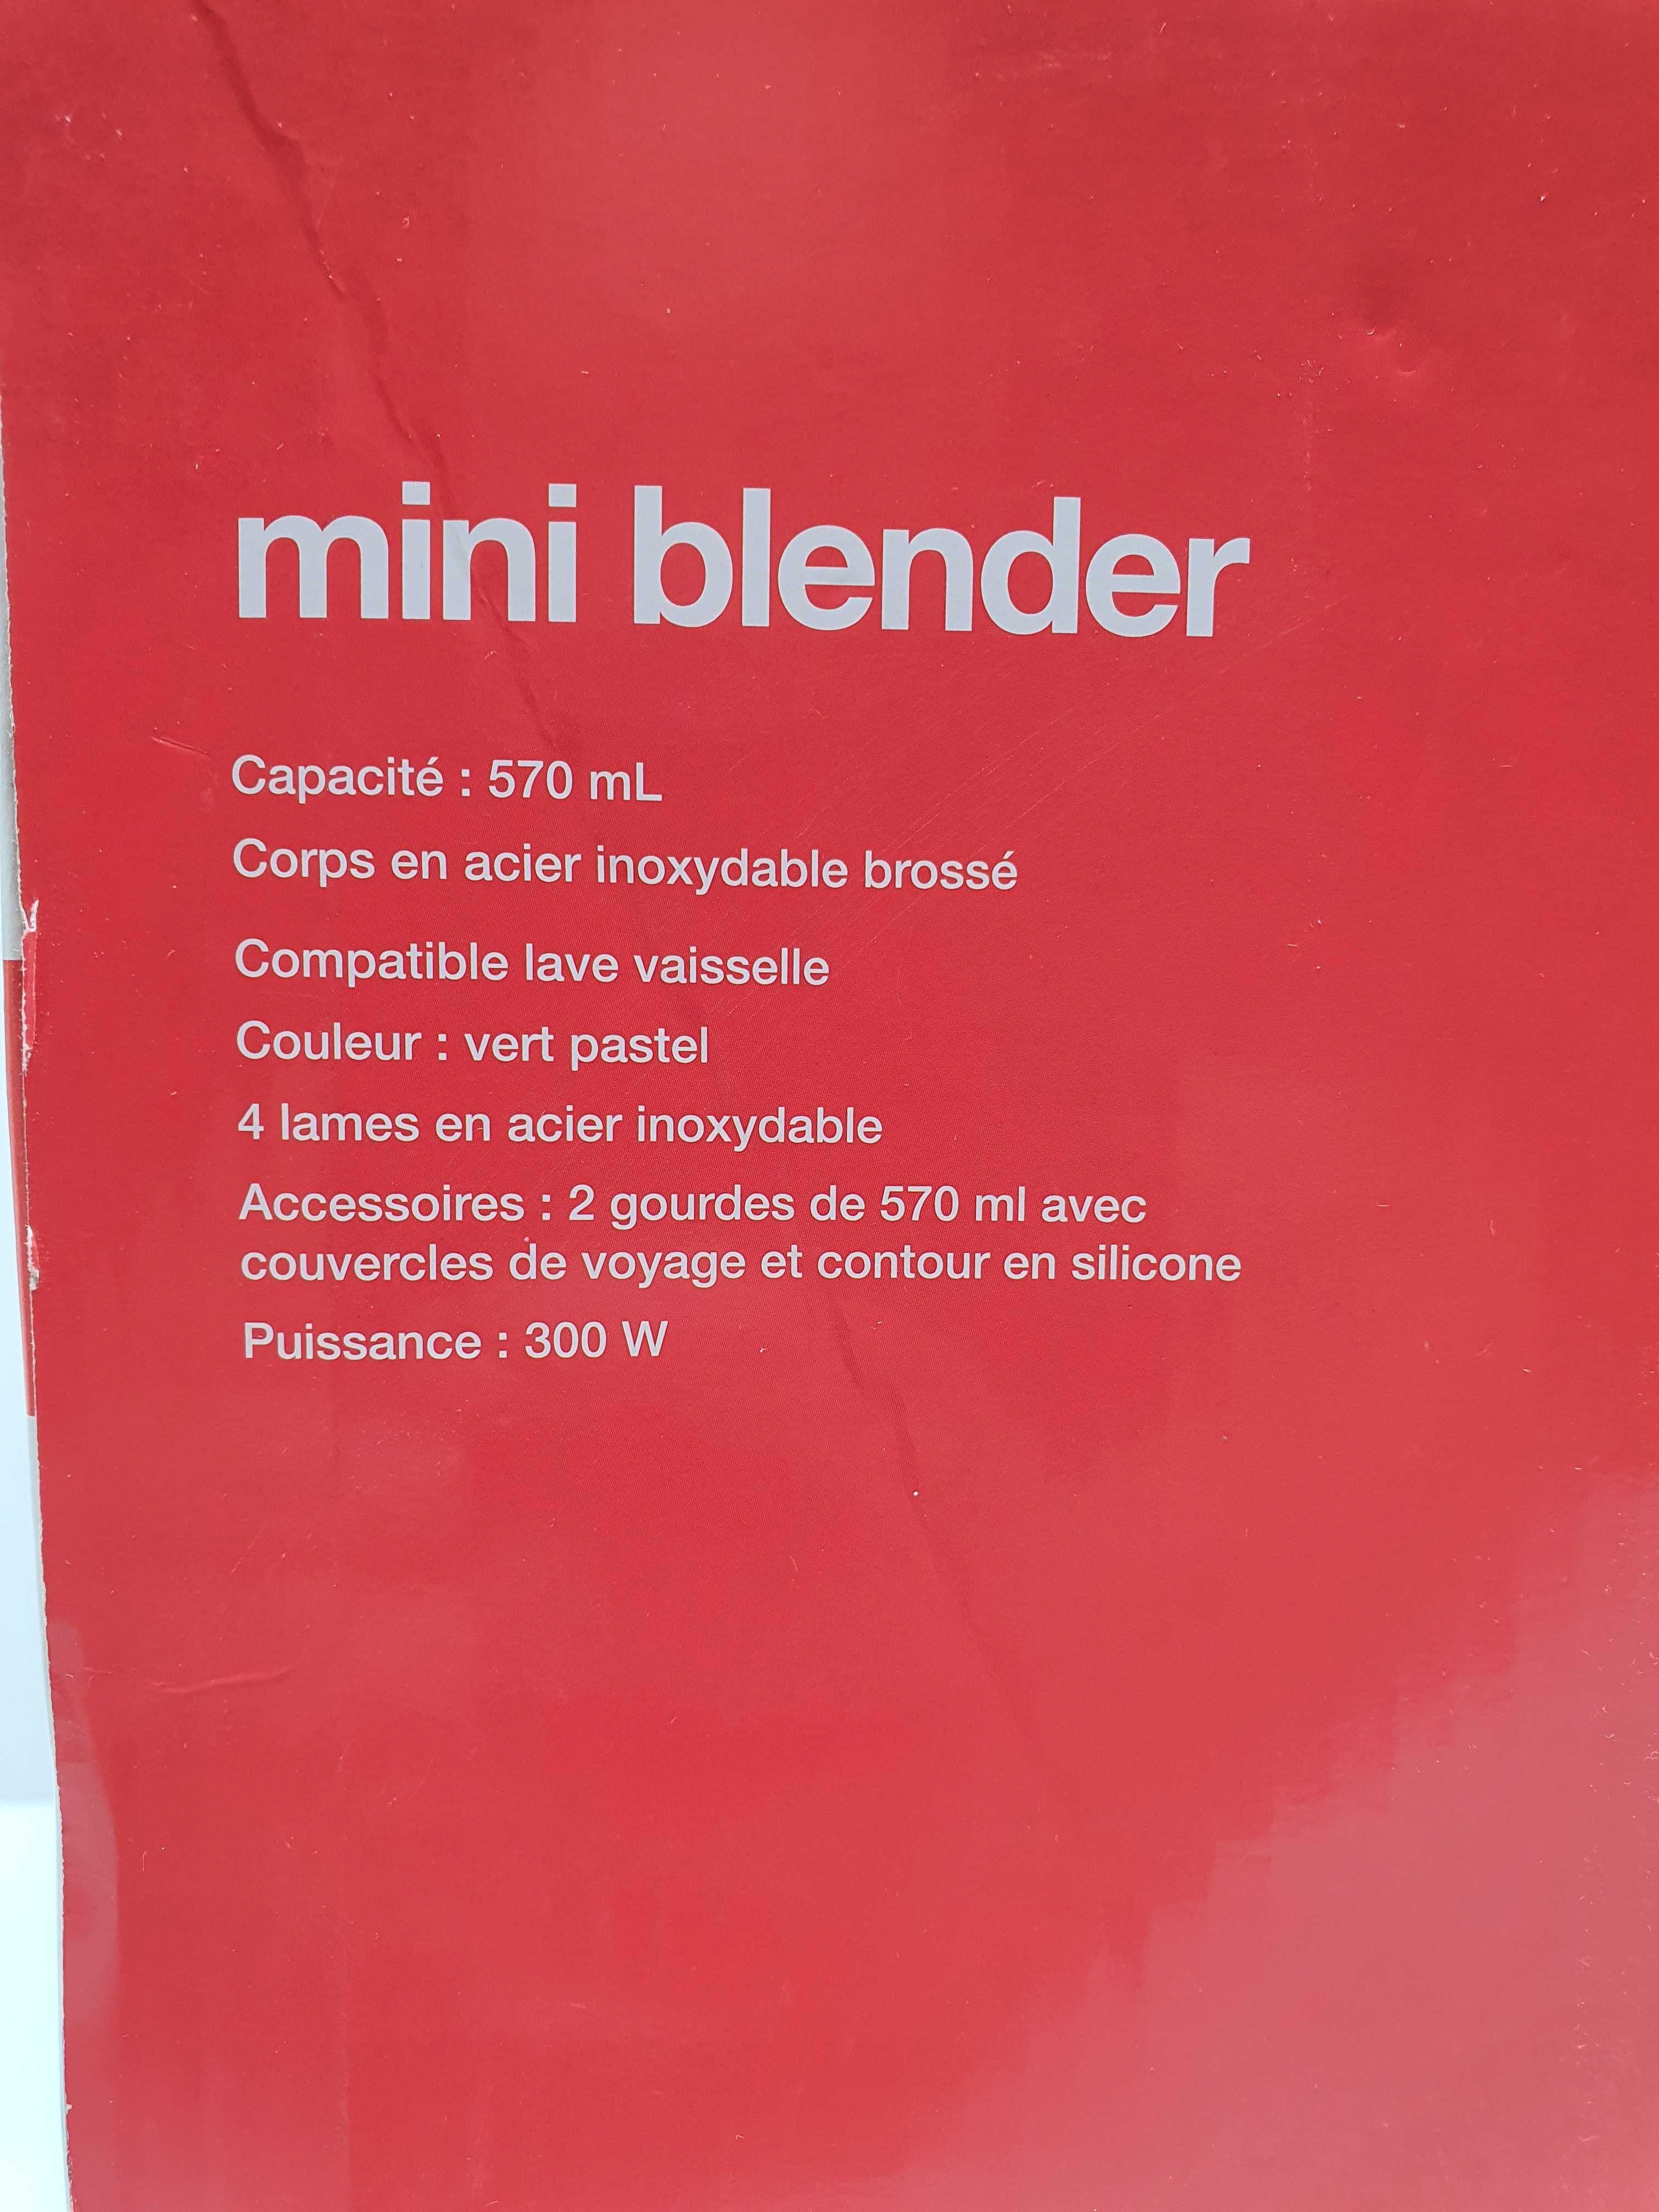 mini blender
Capacité : 570 mL
Corps en acier inoxydable brossé
Compatible lave vaisselle
Couleur : vert pastel
4 lames en acier inoxydable
Accessoires : 2 gourdes de 570 ml avec
couvercles de voyage et contour en silicone
Puissance : 300 W